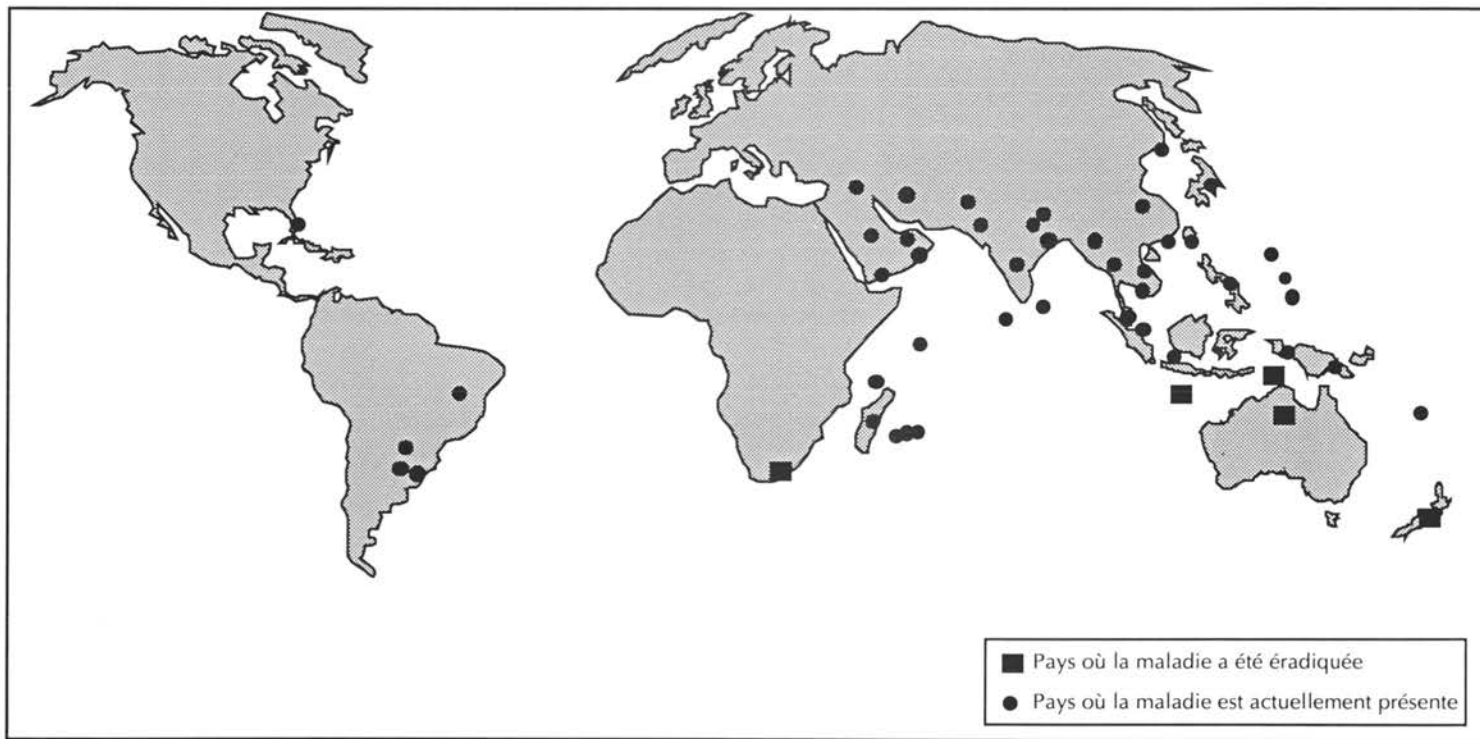 Pays où la maladie a été éradiquée
Pays où la maladie est actuellement présente